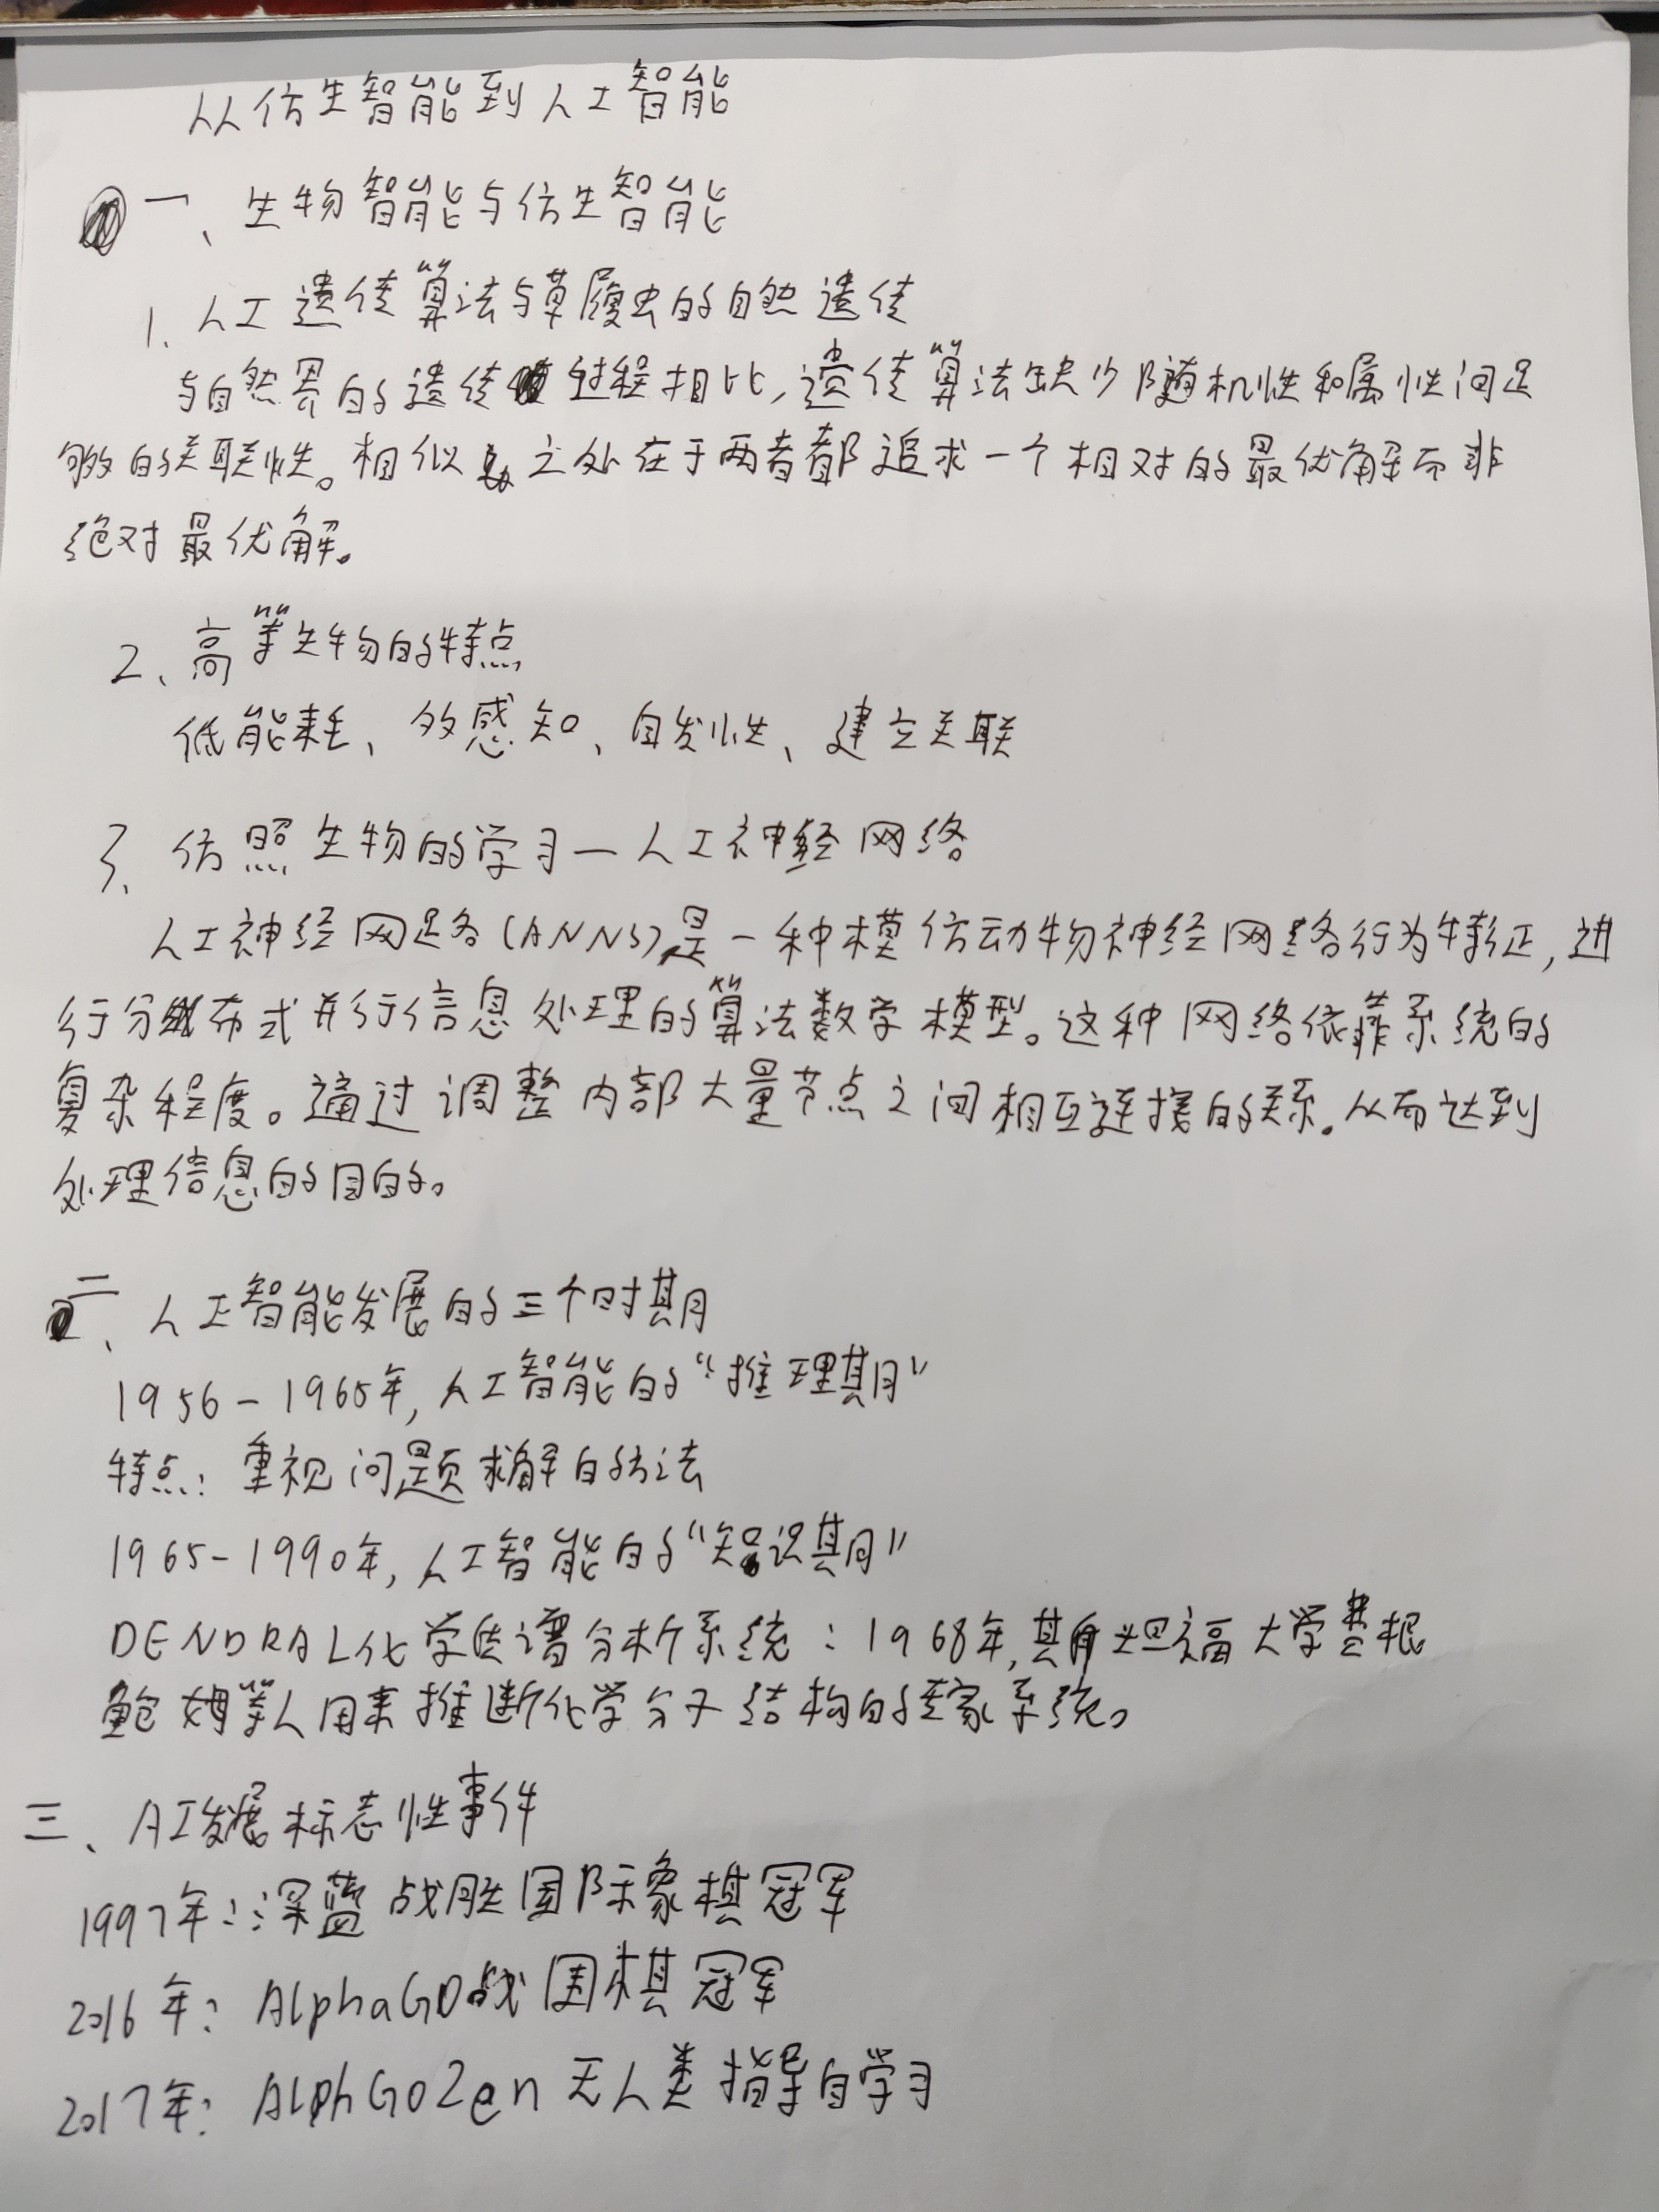 从仿生智能到人工智能
一、生物智能与仿生智能
1. 人工遗传算法与草履虫的自然遗传
与自然界的遗传过程相比,遗传算法缺少随机性和属性间足
够的关联性。相似之处在于两者都追求一个相对的最优解而非
绝对最优解。
2、高等生物的特点
低能耗、多感知、自发性、建立关联
3、仿照生物的学习—人工神经网络
人工神经网络(ANNs)是一种模仿动物神经网络行为特征,进
行分布式并行信息处理的算法数学模型。这种网络依靠系统的
复杂程度。通过调整内部大量节点之间相互连接的关系。从而达到
处理信息的目的。
二、人工智能发展的三个时期
1956-1965年,人工智能的“推理期”
特点:重视问题求解的方法
1965-1990年,人工智能的“知识期”
DENDRAL化学质谱分析系统:1968年,斯坦福大学费根
鲍姆等人用来推断化学分子结构的专家系统。
三、AI发展标志性事件
1997年:深蓝战胜国际象棋冠军
2016年:AlphaGO战围棋冠军
2017年:AlphGoZen无人类指导自学习